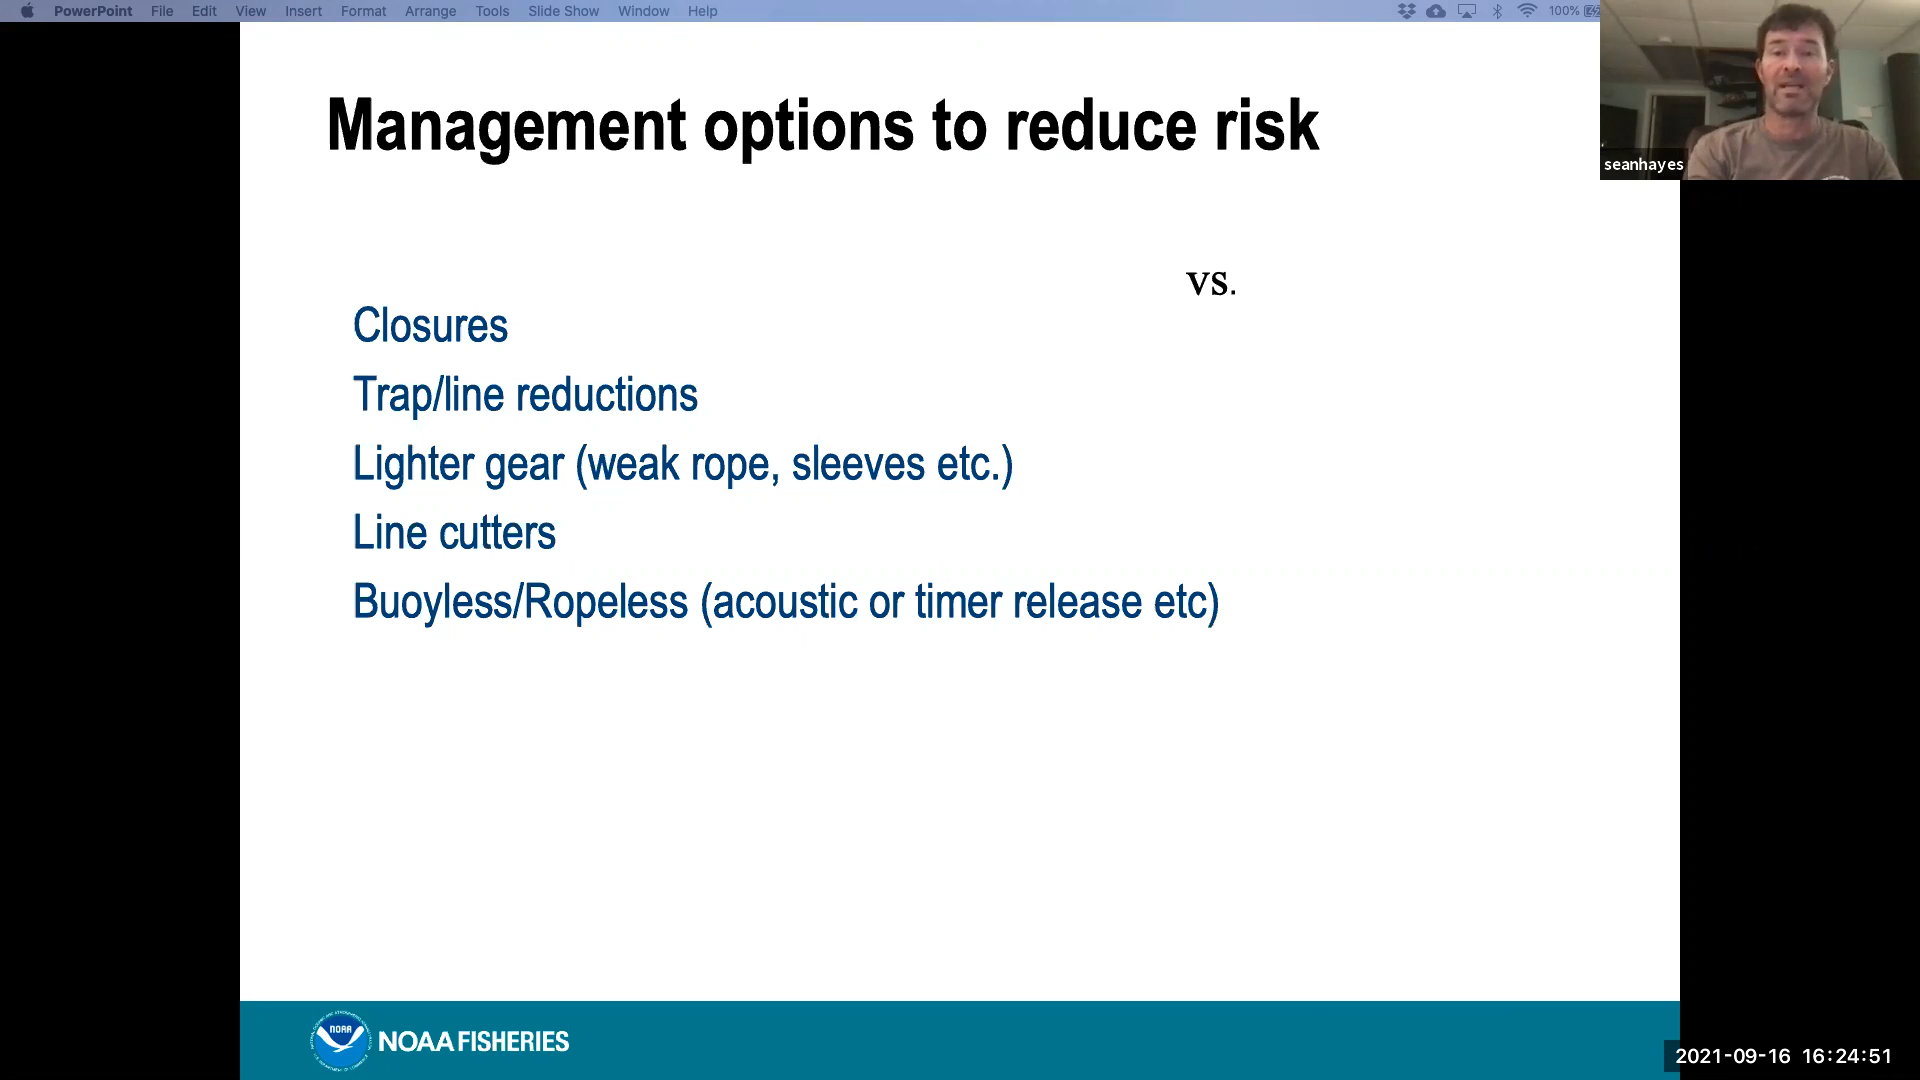 PowerPoint File Edit View Insert Format Arrange Tools Slide Show Window Help 100%
seanhayes
Management options to reduce risk
vs.
Closures
Trap/line reductions
Lighter gear (weak rope, sleeves etc.)
Line cutters
Buoyless/Ropeless (acoustic or timer release etc)
NOAA
NOAA FISHERIES
2021-09-16 16:24:51